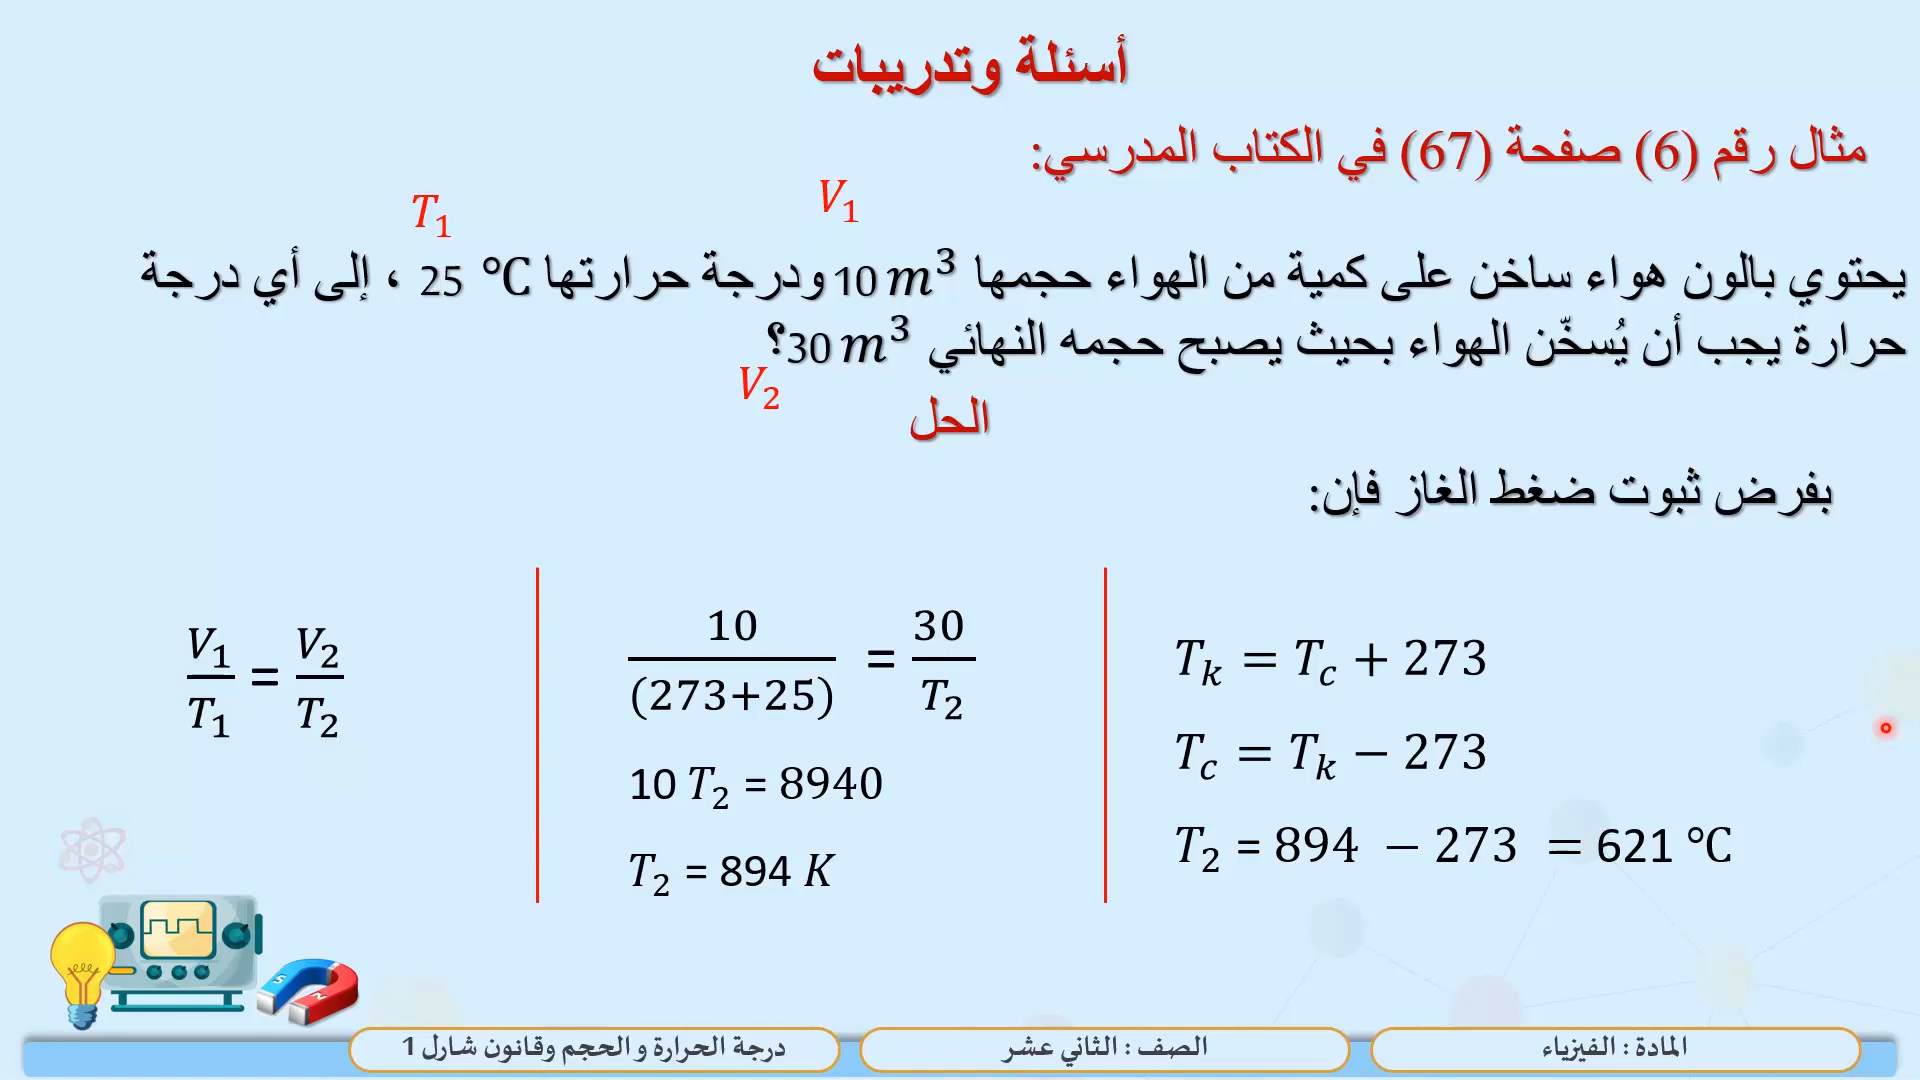 أسئلة وتدريبات
مثال رقم (6) صفحة (67) في الكتاب المدرسي:
V₁
T₁
يحتوي بالون هواء ساخن على كمية من الهواء حجمها 10 m³ ودرجة حرارتها 25 °C ، إلى أي درجة
حرارة يجب أن يُسخّن الهواء بحيث يصبح حجمه النهائي 30 m³؟
V₂
الحل
بفرض ثبوت ضغط الغاز فإن:
V₁/T₁ = V₂/T₂
10/(273+25) = 30/T₂
10 T₂ = 8940
T₂ = 894 K
Tₖ = T_c + 273
T_c = Tₖ − 273
T₂ = 894 − 273 = 621 °C
S
N
المادة : الفيزياء
الصف : الثاني عشر
درجة الحرارة و الحجم وقانون شارل 1